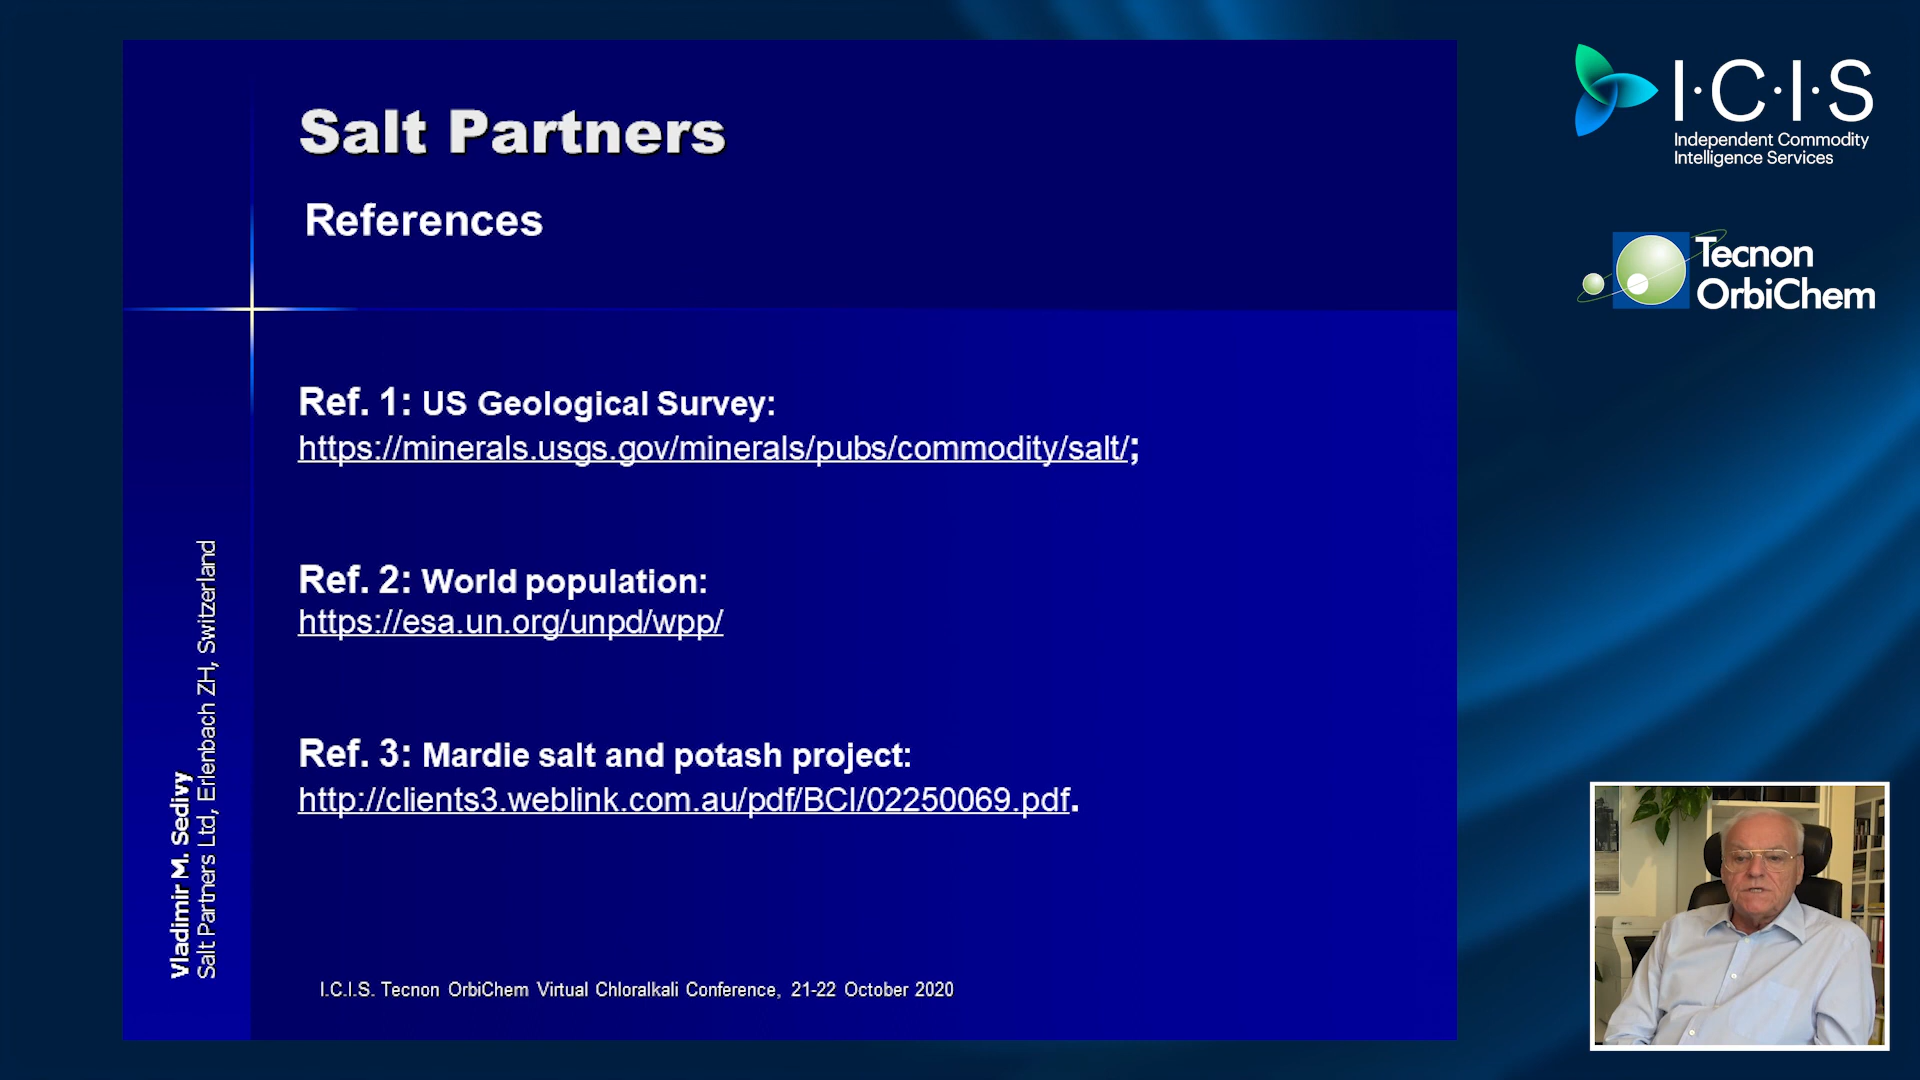 Salt Partners
References
Ref. 1: US Geological Survey:
https://minerals.usgs.gov/minerals/pubs/commodity/salt/;
Ref. 2: World population:
https://esa.un.org/unpd/wpp/
Ref. 3: Mardie salt and potash project:
http://clients3.weblink.com.au/pdf/BCI/02250069.pdf.
Vladimir M. Sedivy
Salt Partners Ltd, Erlenbach ZH, Switzerland
I.C.I.S. Tecnon OrbiChem Virtual Chloralkali Conference, 21-22 October 2020
I·C·I·S
Independent Commodity
Intelligence Services
Tecnon
OrbiChem